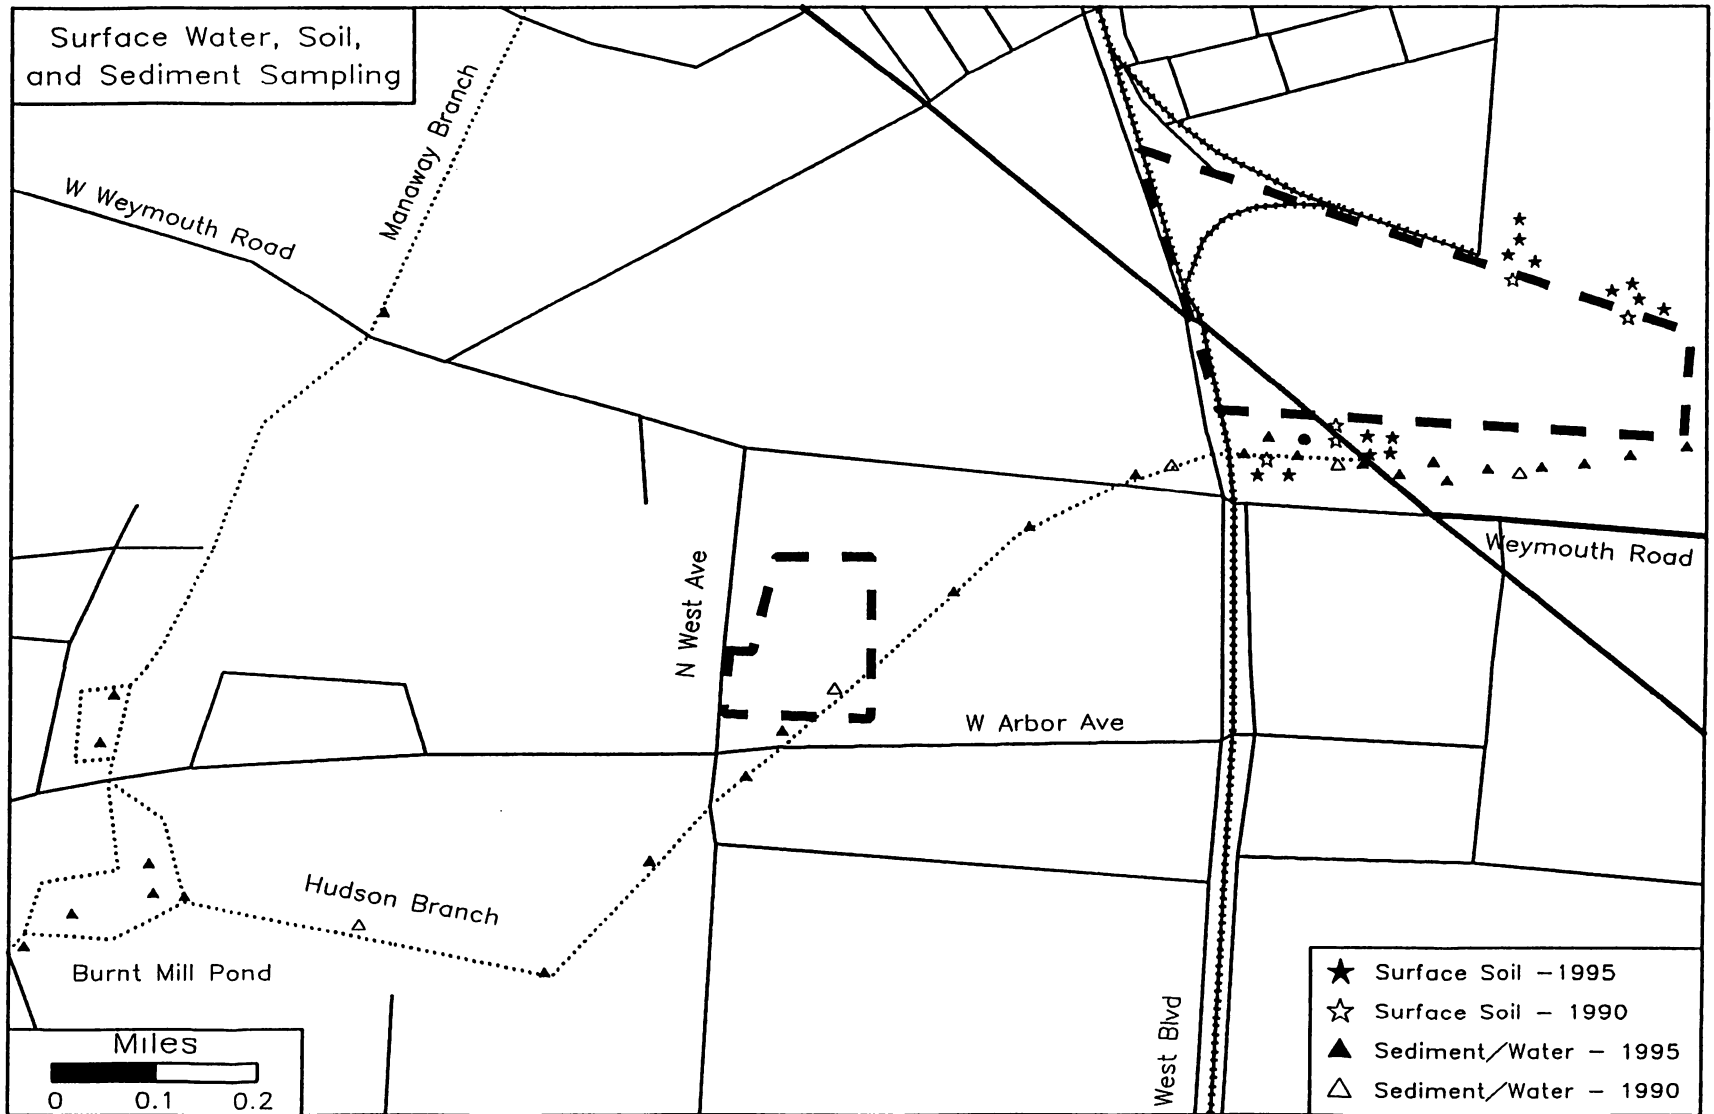 Surface Water, Soil,
and Sediment Sampling
Manaway Branch
W Weymouth Road
Weymouth Road
N West Ave
W Arbor Ave
Hudson Branch
Burnt Mill Pond
West Blvd
Miles
0 0.1 0.2
Surface Soil -1995
Surface Soil - 1990
Sediment/Water - 1995
Sediment/Water - 1990